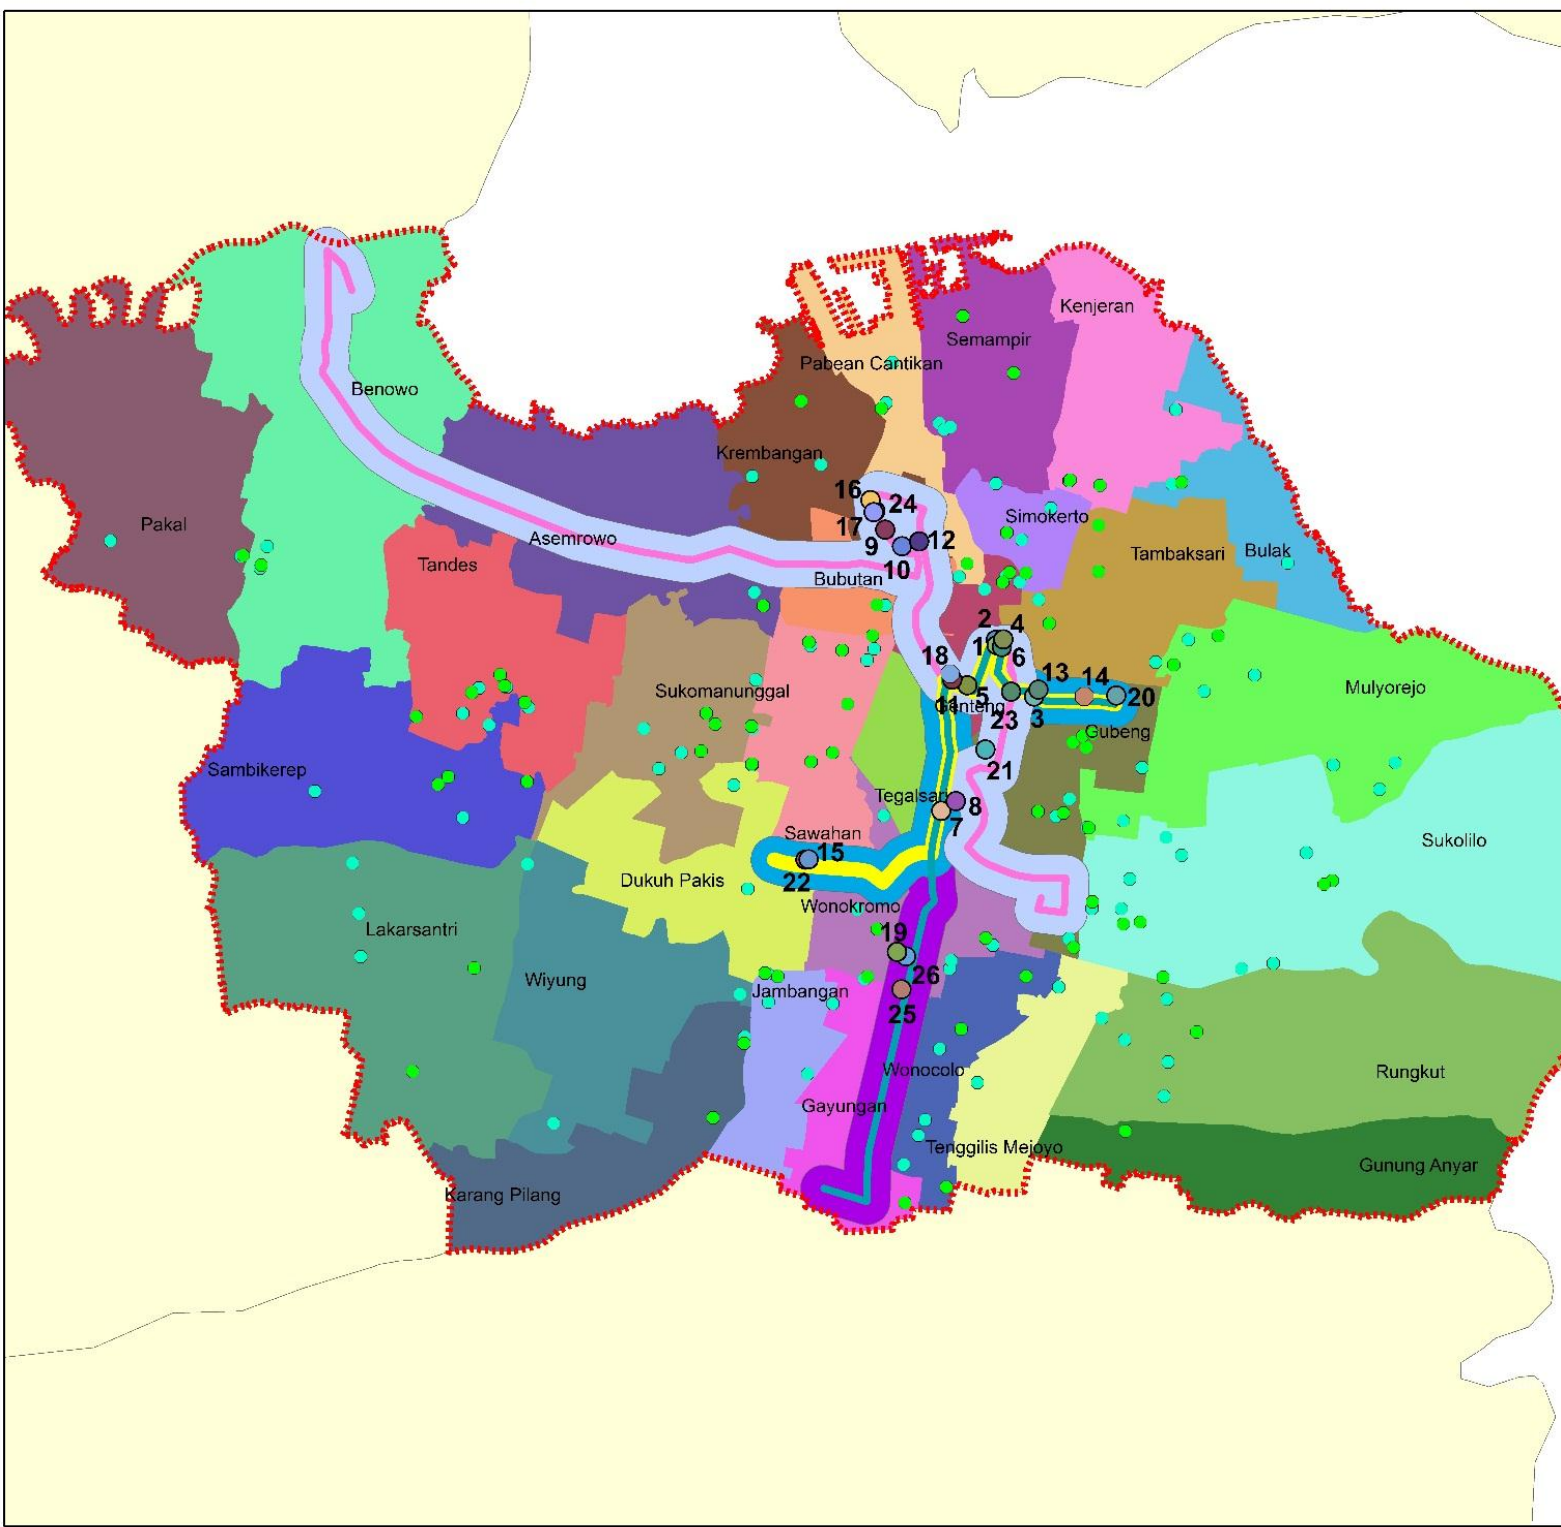 Kenjeran
Semampir
Pabean Cantikan
Benowo
Krembangan
16
24
Simokerto
Pakal
17
Asemrowo
9
12
Tambaksari
Bulak
Tandes
10
Bubutan
2
4
1
6
18
13
14
Sukomanunggal
Mulyorejo
5
20
11
Genteng
3
23
Gubeng
Sambikerep
21
Tegalsari
8
7
Sawahan
15
Sukolilo
22
Dukuh Pakis
Wonokromo
Lakarsantri
19
26
Wiyung
Jambangan
25
Wonocolo
Rungkut
Gayungan
Tenggilis Mejoyo
Gunung Anyar
Karang Pilang